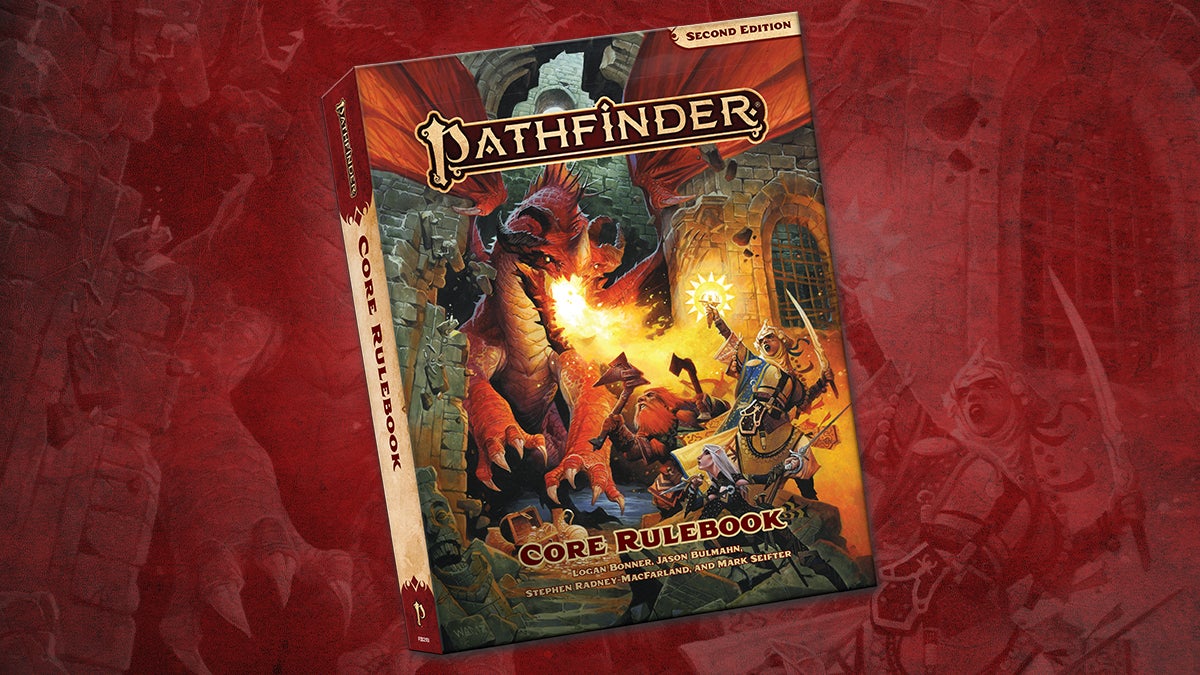 SECOND EDITION
PATHFINDER®
CORE RULEBOOK
LOGAN BONNER, JASON BULMAHN,
STEPHEN RADNEY-MACFARLAND, AND MARK SEIFTER
PATHFINDER
CORE RULEBOOK
P